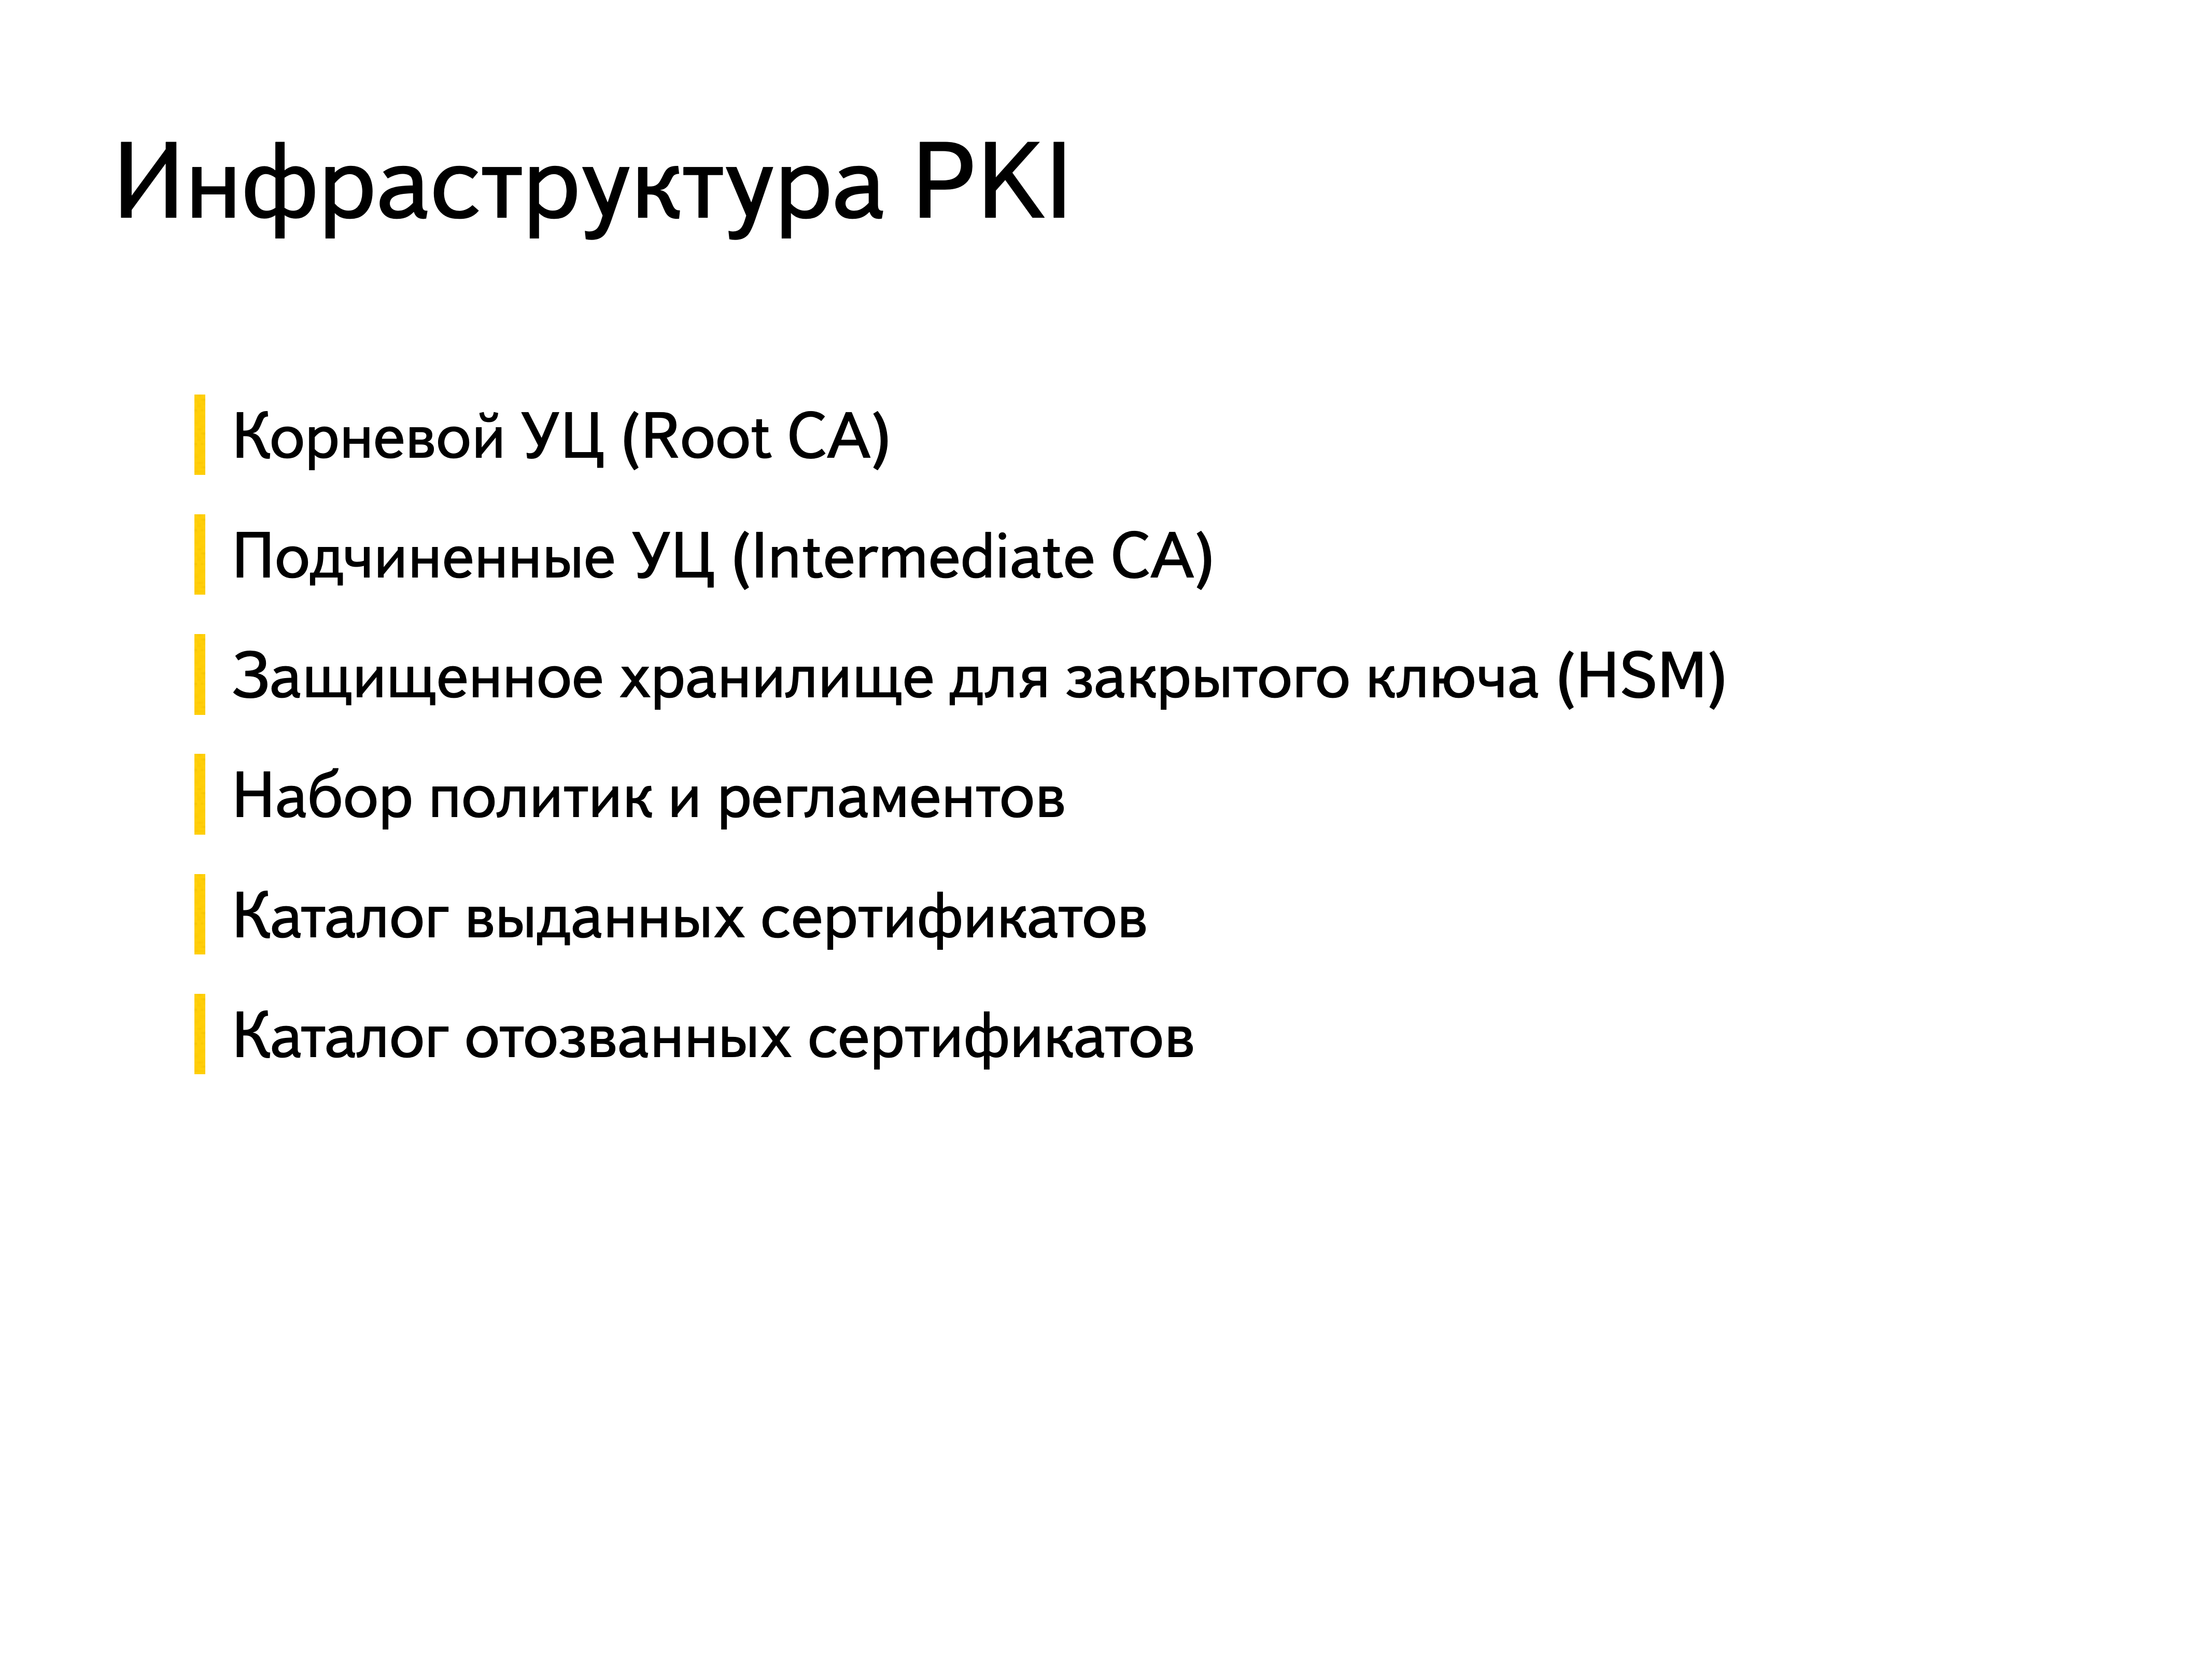 Инфраструктура PKI
Корневой УЦ (Root CA)
Подчиненные УЦ (Intermediate CA)
Защищенное хранилище для закрытого ключа (HSM)
Набор политик и регламентов
Каталог выданных сертификатов
Каталог отозванных сертификатов